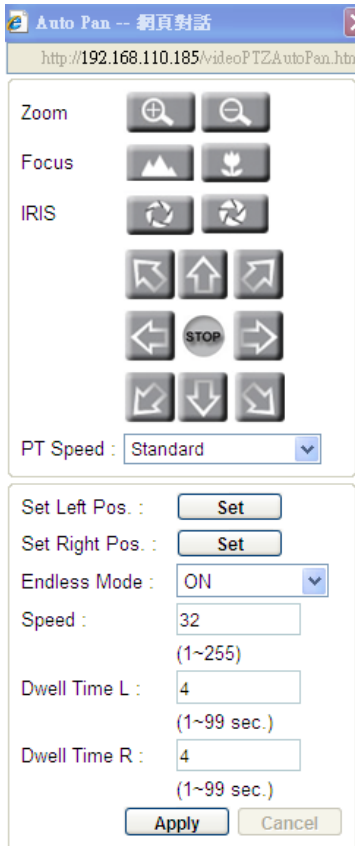 Auto Pan -- 網頁對話
http://192.168.110.185/videoPTZAutoPan.htm
Zoom
Focus
IRIS
STOP
PT Speed : Standard
Set Left Pos. : Set
Set Right Pos. : Set
Endless Mode : ON
Speed : 32
(1~255)
Dwell Time L : 4
(1~99 sec.)
Dwell Time R : 4
(1~99 sec.)
Apply Cancel